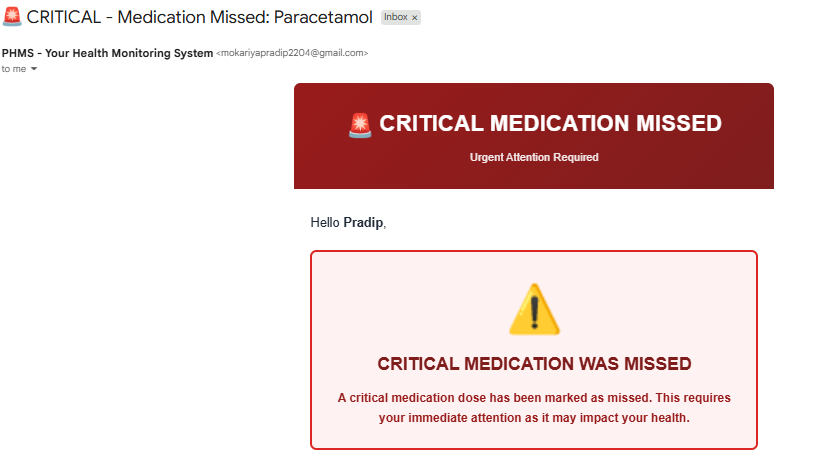 🚨 CRITICAL - Medication Missed: Paracetamol Inbox ×
PHMS - Your Health Monitoring System <mokariyapradip2204@gmail.com>
to me
🚨 CRITICAL MEDICATION MISSED
Urgent Attention Required
Hello Pradip,
⚠️
CRITICAL MEDICATION WAS MISSED
A critical medication dose has been marked as missed. This requires
your immediate attention as it may impact your health.